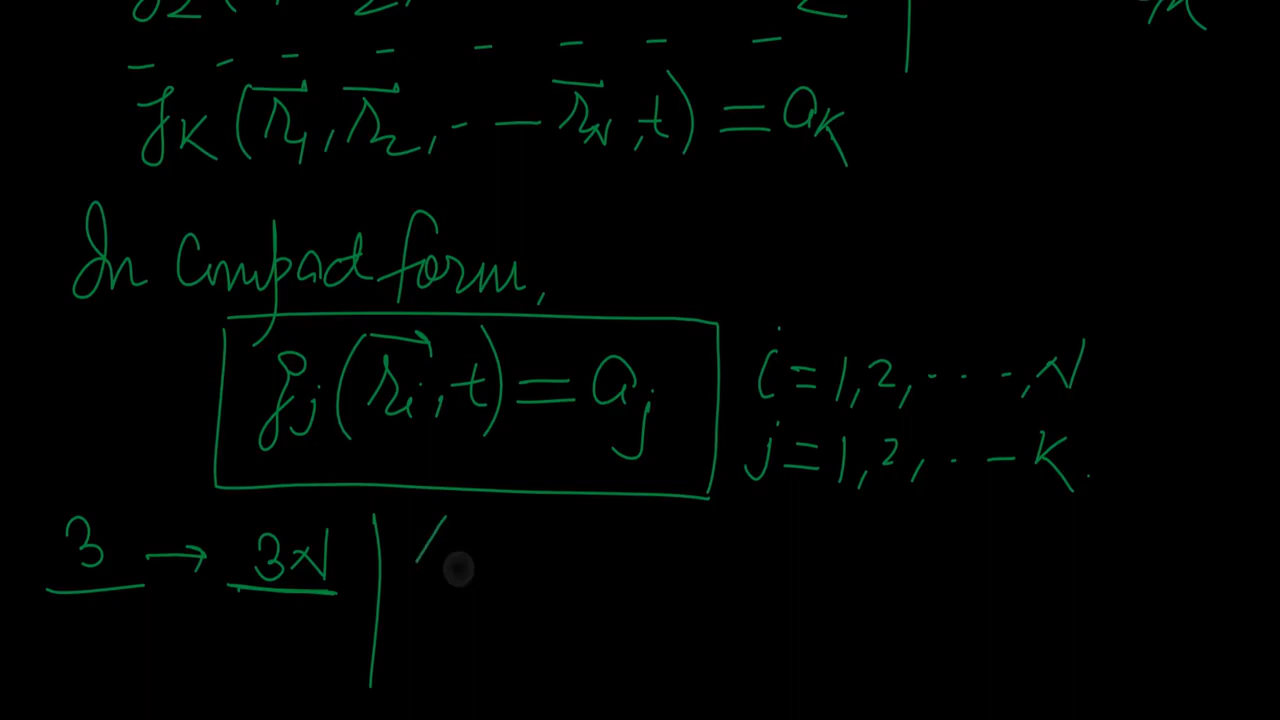 – – – – – – – –
f_K (r⃗_1, r⃗_2, . – – r⃗_N, t) = a_K
In Compact form,
f_j (r⃗_i, t) = a_j
i = 1, 2, . . . - , N
j = 1, 2, . – K .
3 → 3N